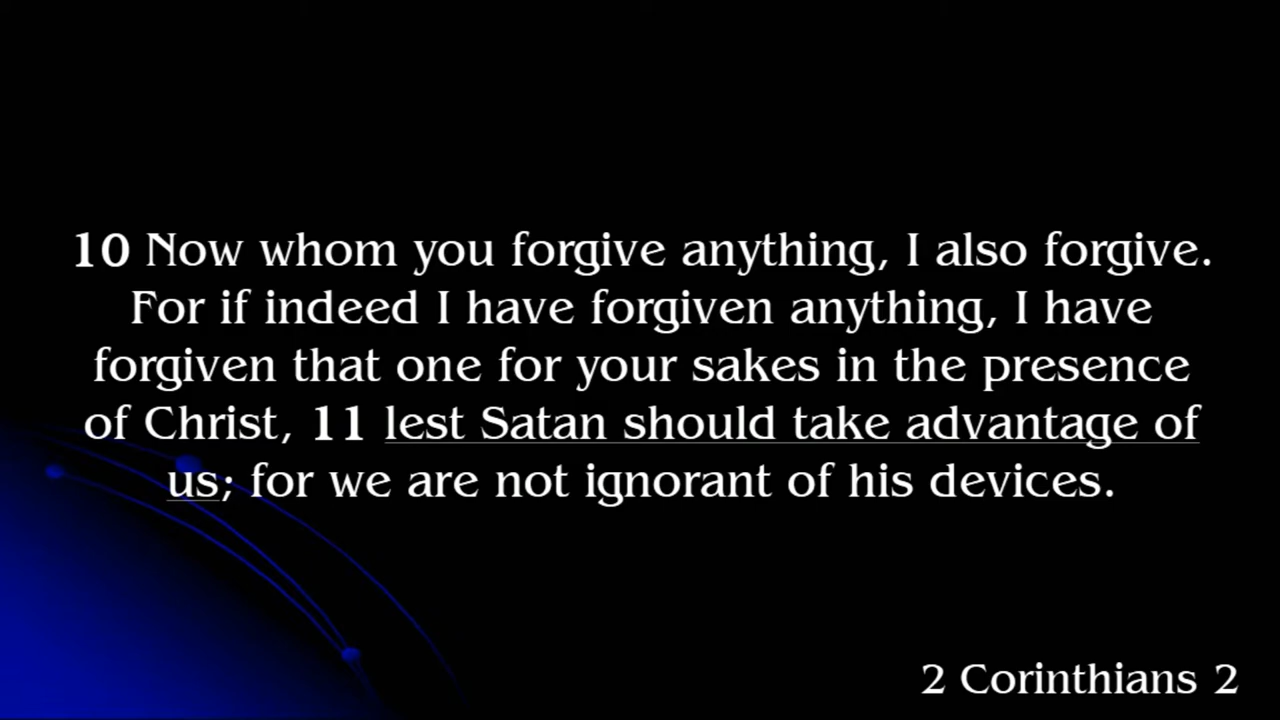 10 Now whom you forgive anything, I also forgive.
For if indeed I have forgiven anything, I have
forgiven that one for your sakes in the presence
of Christ, 11 lest Satan should take advantage of
us; for we are not ignorant of his devices.
2 Corinthians 2